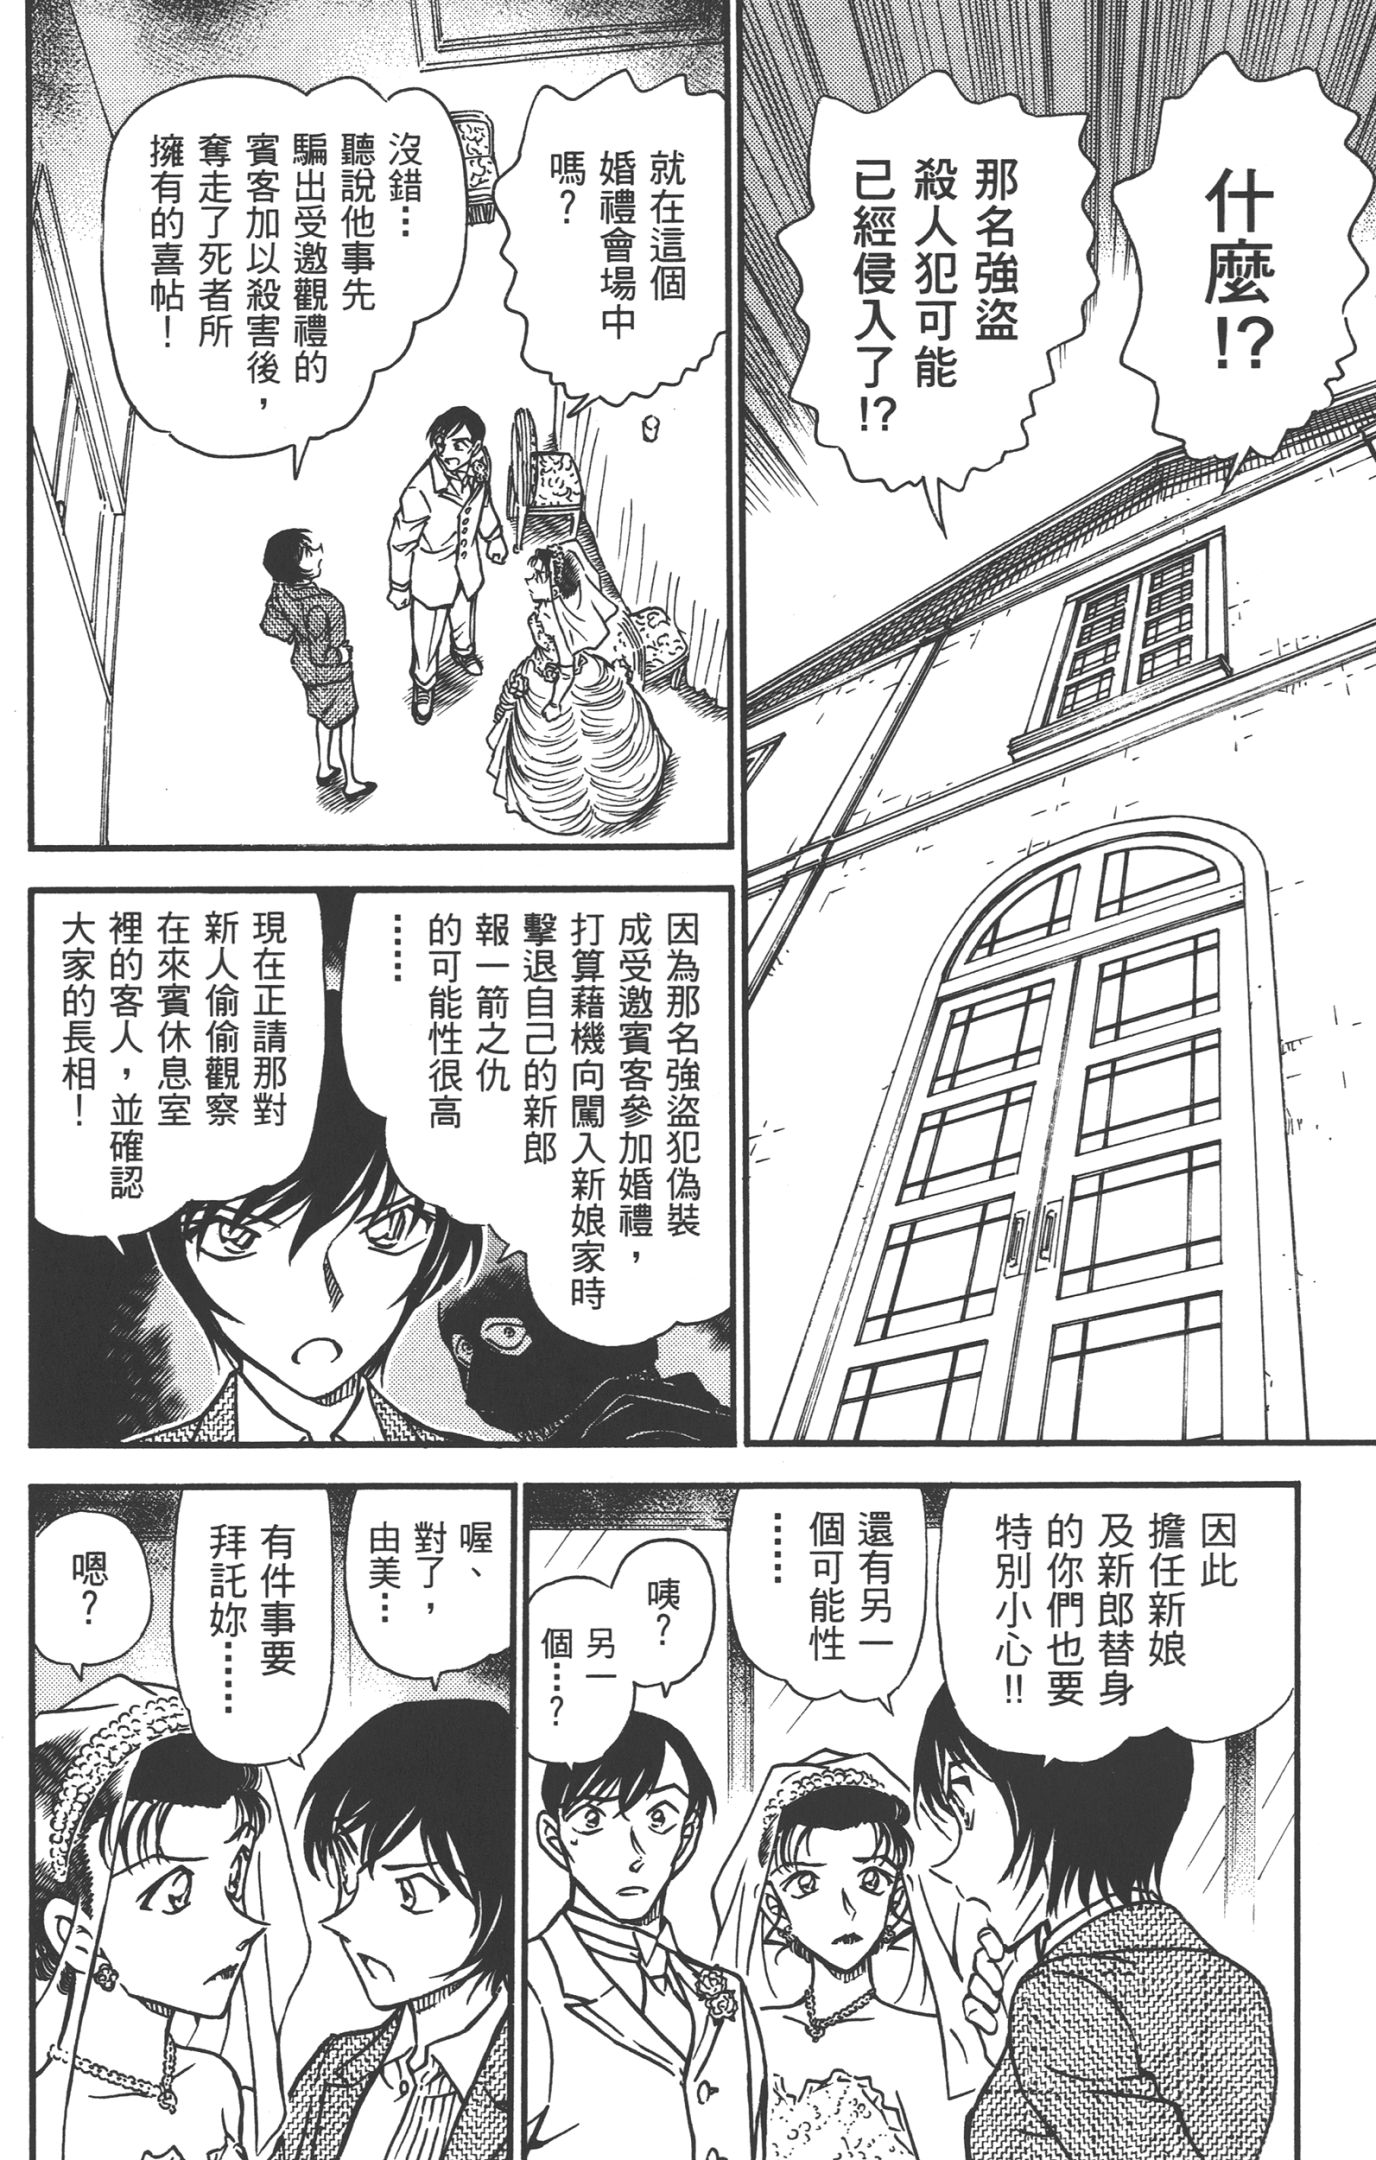 什麼!?
那名強盜
殺人犯可能
已經侵入了!?
就在這個
婚禮會場中
嗎?
沒錯…
聽說他事先
騙出受邀觀禮的
賓客加以殺害後，
奪走了死者所
擁有的喜帖!
因為那名強盜犯偽裝
成受邀賓客參加婚禮，
打算藉機向闖入新娘家時
擊退自己的新郎
報一箭之仇
的可能性很高
……
現在正請那對
新人偷偷觀察
在來賓休息室
裡的客人，並確認
大家的長相!
因此
擔任新娘
及新郎替身
的你們也要
特別小心!!
還有另一
個可能性
……
咦?
另一
個…?
喔、
對了，
由美…
有件事要
拜託妳……
嗯?